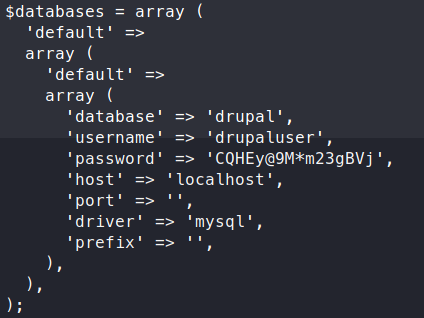 $databases = array (
  'default' =>
  array (
    'default' =>
    array (
      'database' => 'drupal',
      'username' => 'drupaluser',
      'password' => 'CQHEy@9M*m23gBVj',
      'host' => 'localhost',
      'port' => '',
      'driver' => 'mysql',
      'prefix' => '',
    ),
  ),
);